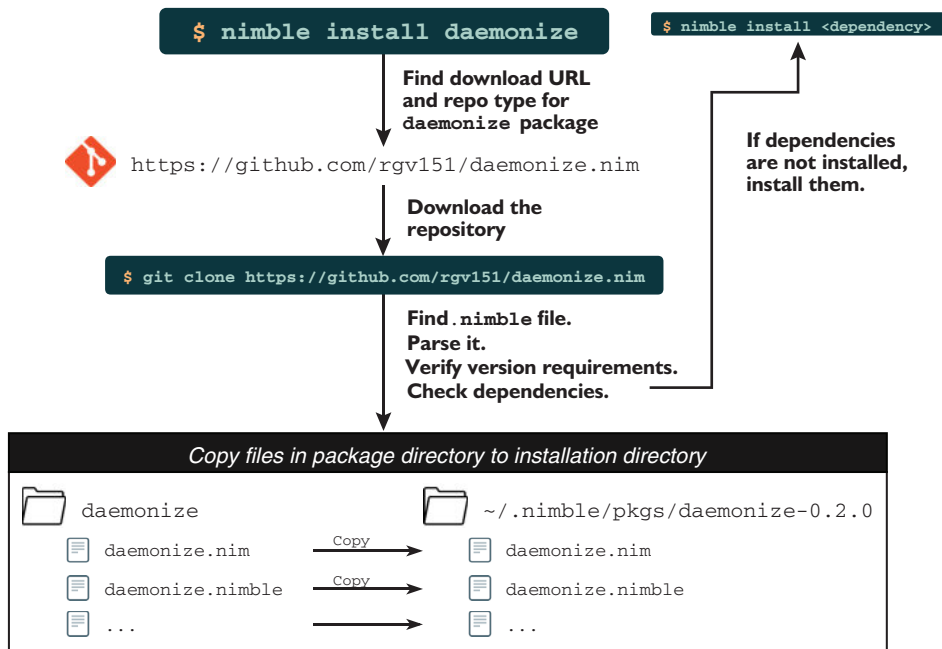 $ nimble install daemonize
$ nimble install <dependency>
Find download URL
and repo type for
daemonize package
If dependencies
are not installed,
install them.
https://github.com/rgv151/daemonize.nim
Download the
repository
$ git clone https://github.com/rgv151/daemonize.nim
Find .nimble file.
Parse it.
Verify version requirements.
Check dependencies.
Copy files in package directory to installation directory
daemonize
~/.nimble/pkgs/daemonize-0.2.0
daemonize.nim
Copy
daemonize.nim
daemonize.nimble
Copy
daemonize.nimble
...
...